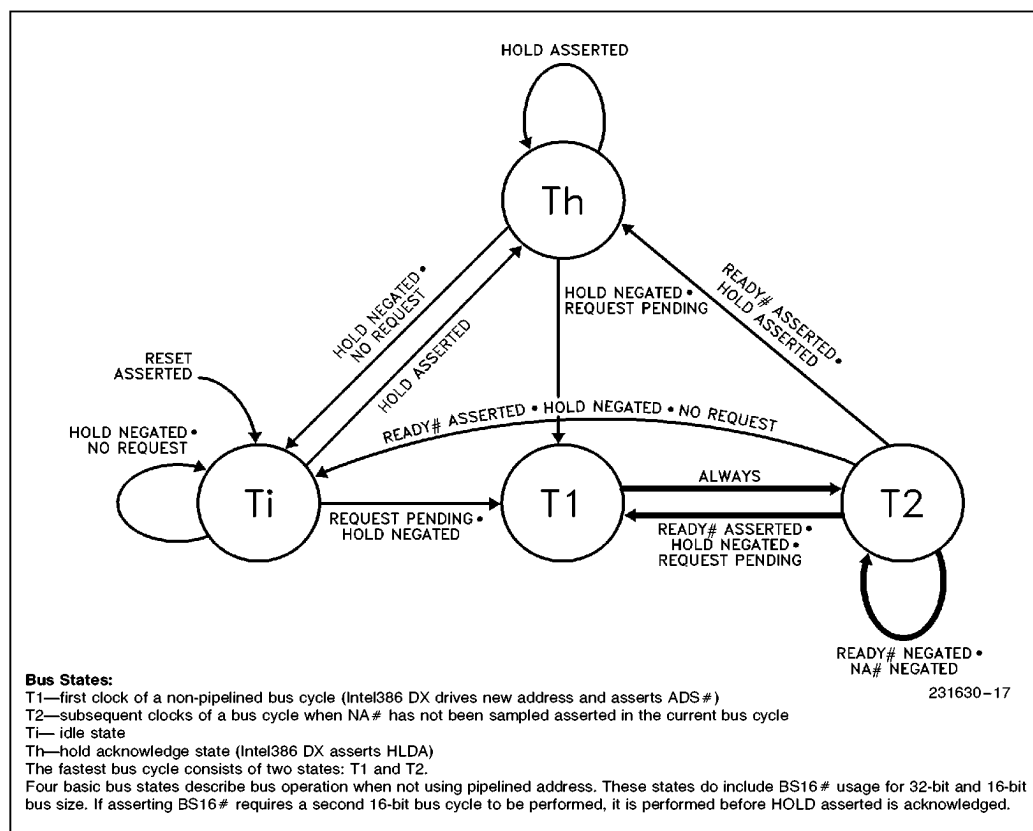 HOLD ASSERTED
Th
HOLD NEGATED •
NO REQUEST
HOLD ASSERTED
HOLD NEGATED •
REQUEST PENDING
READY# ASSERTED •
HOLD ASSERTED
RESET
ASSERTED
HOLD NEGATED •
NO REQUEST
READY# ASSERTED • HOLD NEGATED • NO REQUEST
Ti
REQUEST PENDING •
HOLD NEGATED
T1
ALWAYS
READY# ASSERTED •
HOLD NEGATED •
REQUEST PENDING
T2
READY# NEGATED •
NA# NEGATED
231630-17
Bus States:
T1—first clock of a non-pipelined bus cycle (Intel386 DX drives new address and asserts ADS#)
T2—subsequent clocks of a bus cycle when NA# has not been sampled asserted in the current bus cycle
Ti— idle state
Th—hold acknowledge state (Intel386 DX asserts HLDA)
The fastest bus cycle consists of two states: T1 and T2.
Four basic bus states describe bus operation when not using pipelined address. These states do include BS16# usage for 32-bit and 16-bit
bus size. If asserting BS16# requires a second 16-bit bus cycle to be performed, it is performed before HOLD asserted is acknowledged.